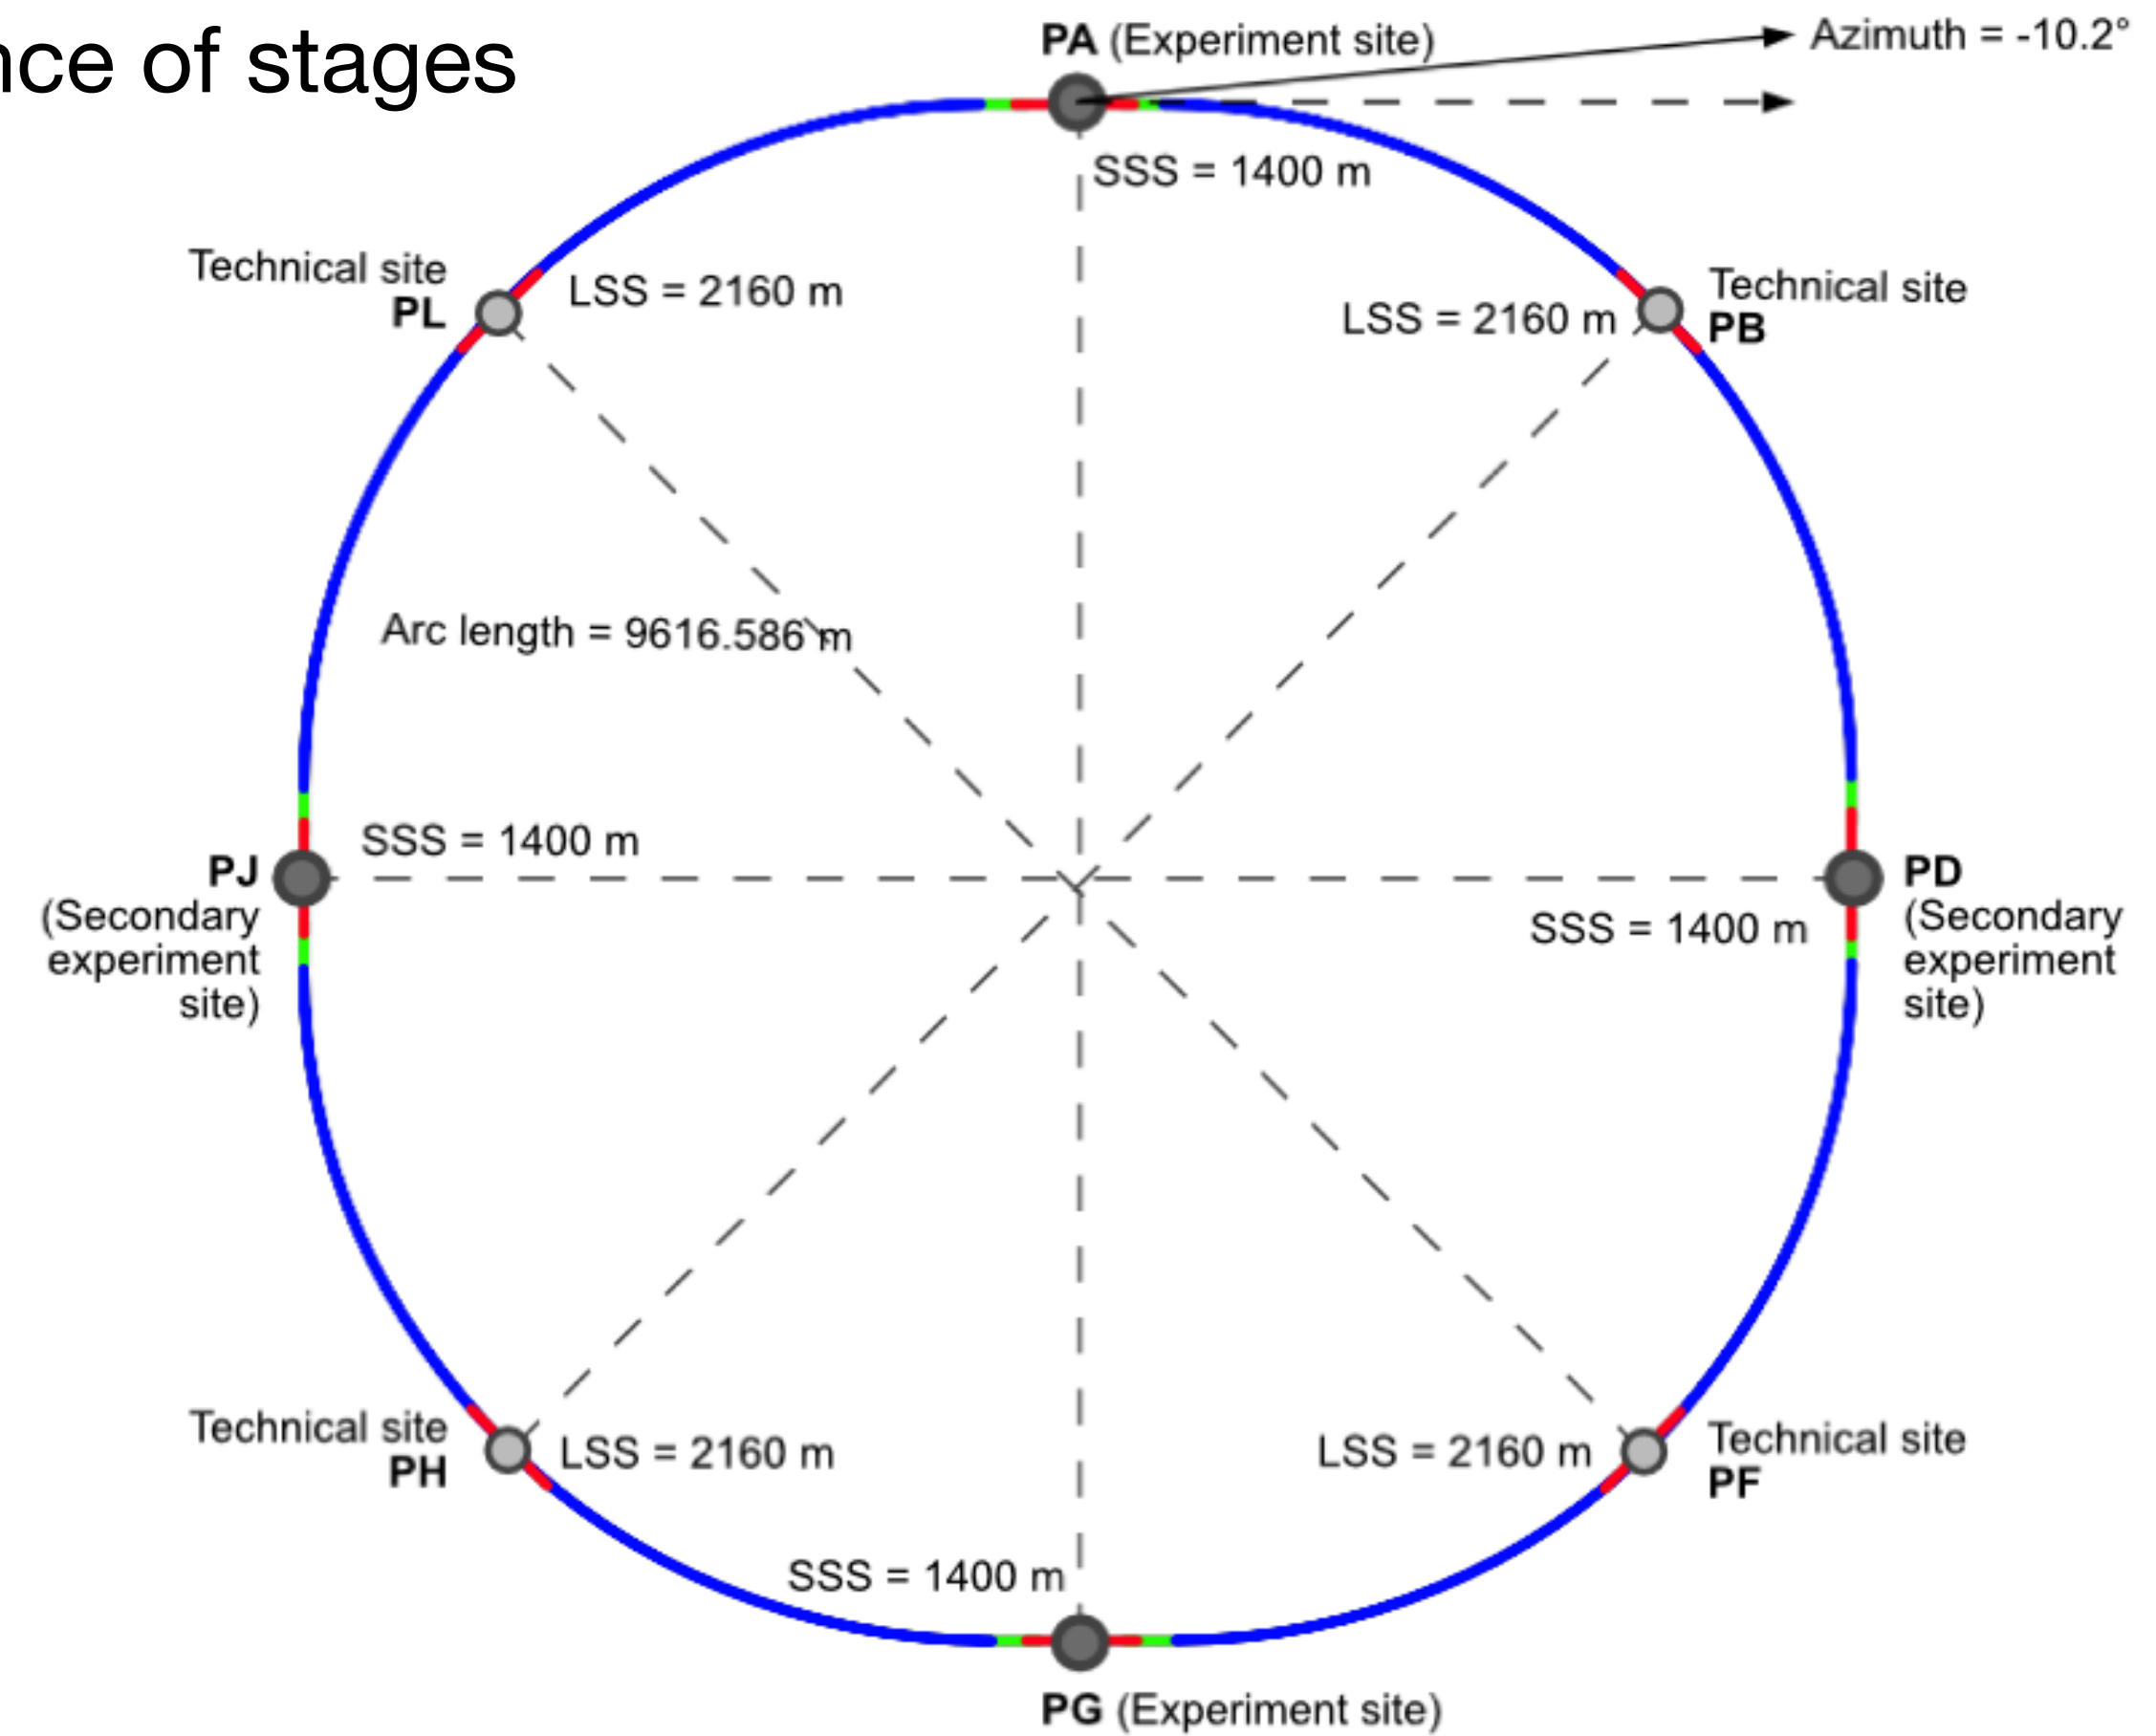 nce of stages
PA (Experiment site)
Azimuth = -10.2°
SSS = 1400 m
Technical site
PL
LSS = 2160 m
Technical site
PB
LSS = 2160 m
Arc length = 9616.586 m
SSS = 1400 m
PJ
(Secondary
experiment
site)
PD
(Secondary
experiment
site)
SSS = 1400 m
Technical site
PH
LSS = 2160 m
LSS = 2160 m
Technical site
PF
SSS = 1400 m
PG (Experiment site)